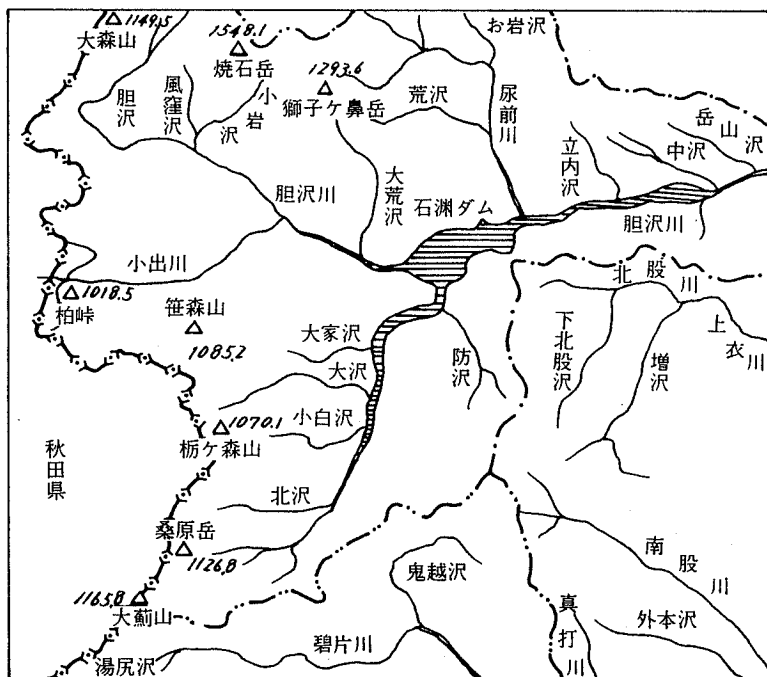 1149.5
大森山
1548.1
焼石岳
お岩沢
1293.6
獅子ケ鼻岳
胆沢
風窪沢
小岩沢
荒沢
尿前川
岳山沢
中沢
立内沢
大荒沢
胆沢川
石渕ダム
胆沢川
小出川
北股川
1018.5
柏峠
笹森山
1085.2
大家沢
大沢
防沢
下北股沢
増沢
上衣川
小白沢
1070.1
栃ケ森山
秋田県
北沢
桑原岳
1126.8
鬼越沢
南股川
1165.8
大薊山
真打川
外本沢
碧片川
湯尻沢